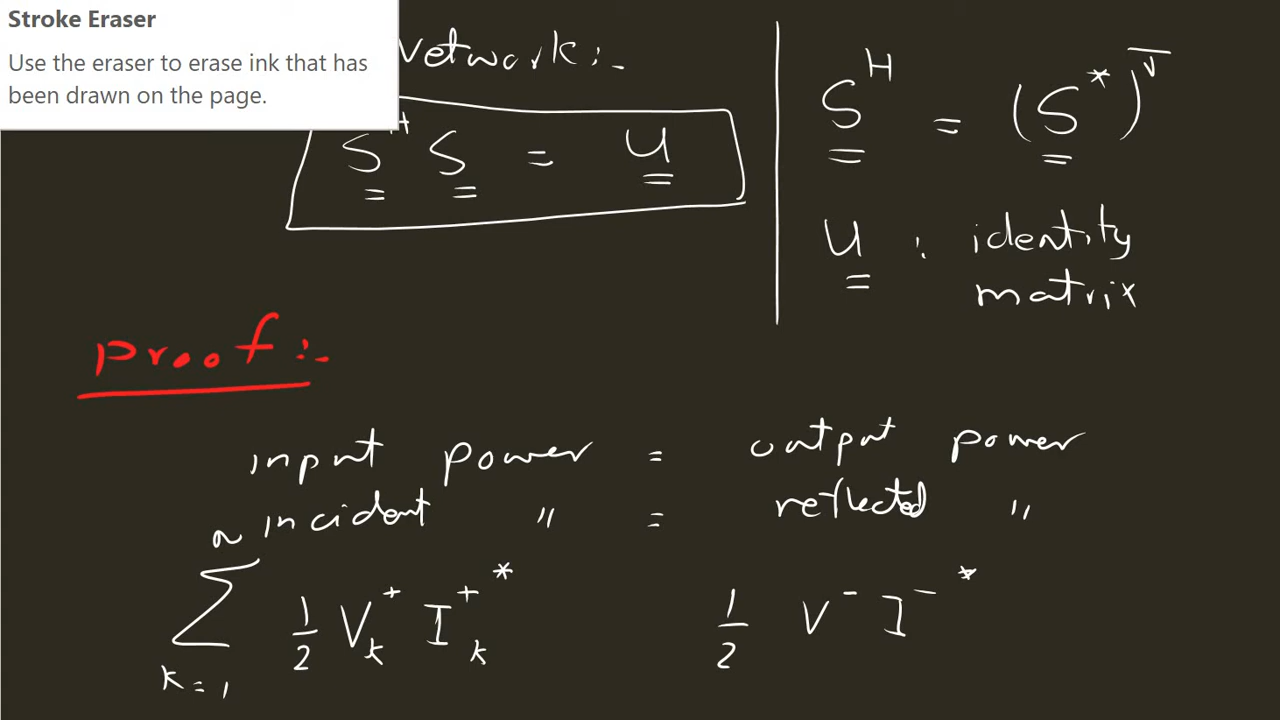 Stroke Eraser
Use the eraser to erase ink that has
been drawn on the page.
Network:-
S^H S = U
S^H = (S^*)^T
U : identity
matrix
Proof:-
input power = output power
incident " = reflected "
n
∑ 1/2 V_k^+ I_k^+* 1/2 V^- I^-*
k=1